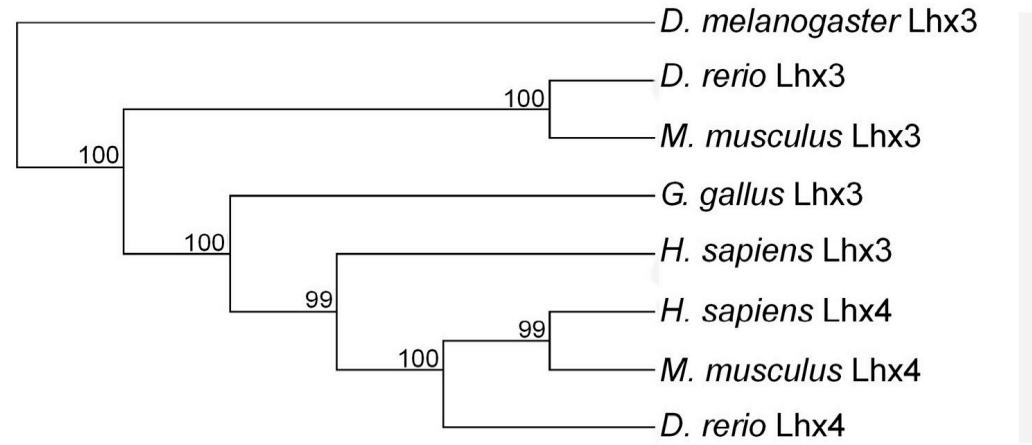 D. melanogaster Lhx3
D. rerio Lhx3
100
M. musculus Lhx3
100
G. gallus Lhx3
100
H. sapiens Lhx3
99
H. sapiens Lhx4
99
100
M. musculus Lhx4
D. rerio Lhx4